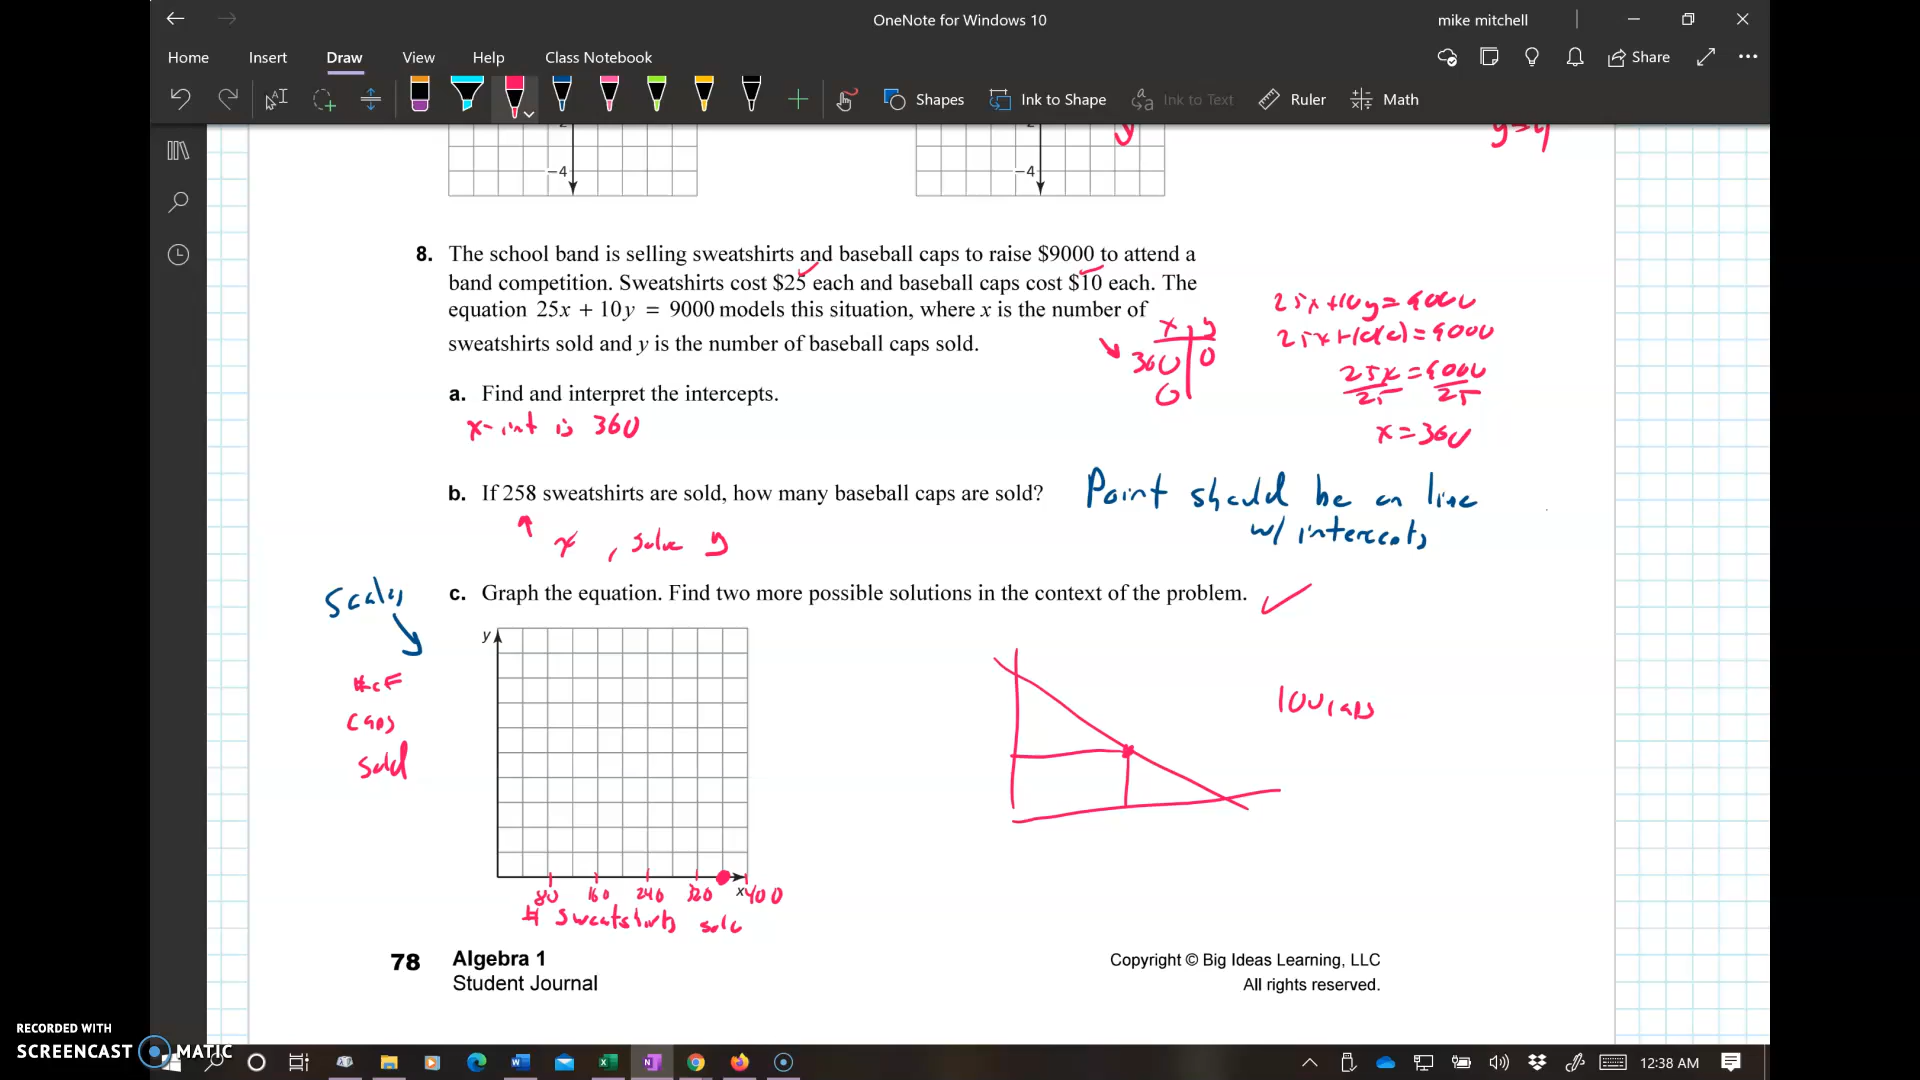 OneNote for Windows 10
mike mitchell
Home Insert Draw View Help Class Notebook
Share
Shapes Ink to Shape Ink to Text Ruler Math
-4
-4
y
y=4
8. The school band is selling sweatshirts and baseball caps to raise $9000 to attend a
band competition. Sweatshirts cost $25 each and baseball caps cost $10 each. The
equation 25x + 10y = 9000 models this situation, where x is the number of
sweatshirts sold and y is the number of baseball caps sold.
x y
360 0
0
25x+10y=9000
25x+10(0)=9000
25x=9000
25 25
x=360
a. Find and interpret the intercepts.
x-int is 360
b. If 258 sweatshirts are sold, how many baseball caps are sold?
x, solve y
Point should be on line
w/ intercepts
c. Graph the equation. Find two more possible solutions in the context of the problem.
Scales
# of
caps
sold
y
100 caps
x
80 160 240 320 400
# sweatshirts sold
78 Algebra 1
Student Journal
Copyright © Big Ideas Learning, LLC
All rights reserved.
RECORDED WITH
SCREENCAST MATIC
12:38 AM